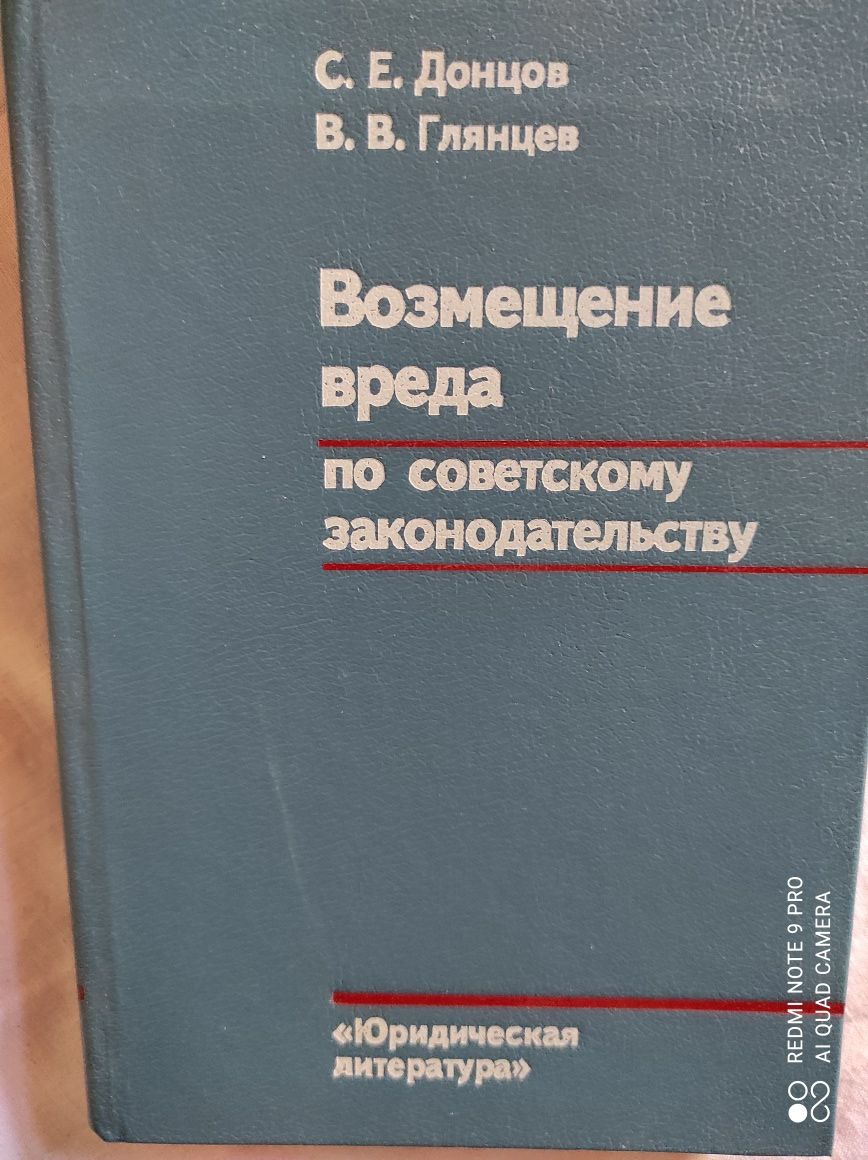 С. Е. Донцов
В. В. Глянцев
Возмещение
вреда
по советскому
законодательству
«Юридическая
литература»
REDMI NOTE 9 PRO
AI QUAD CAMERA